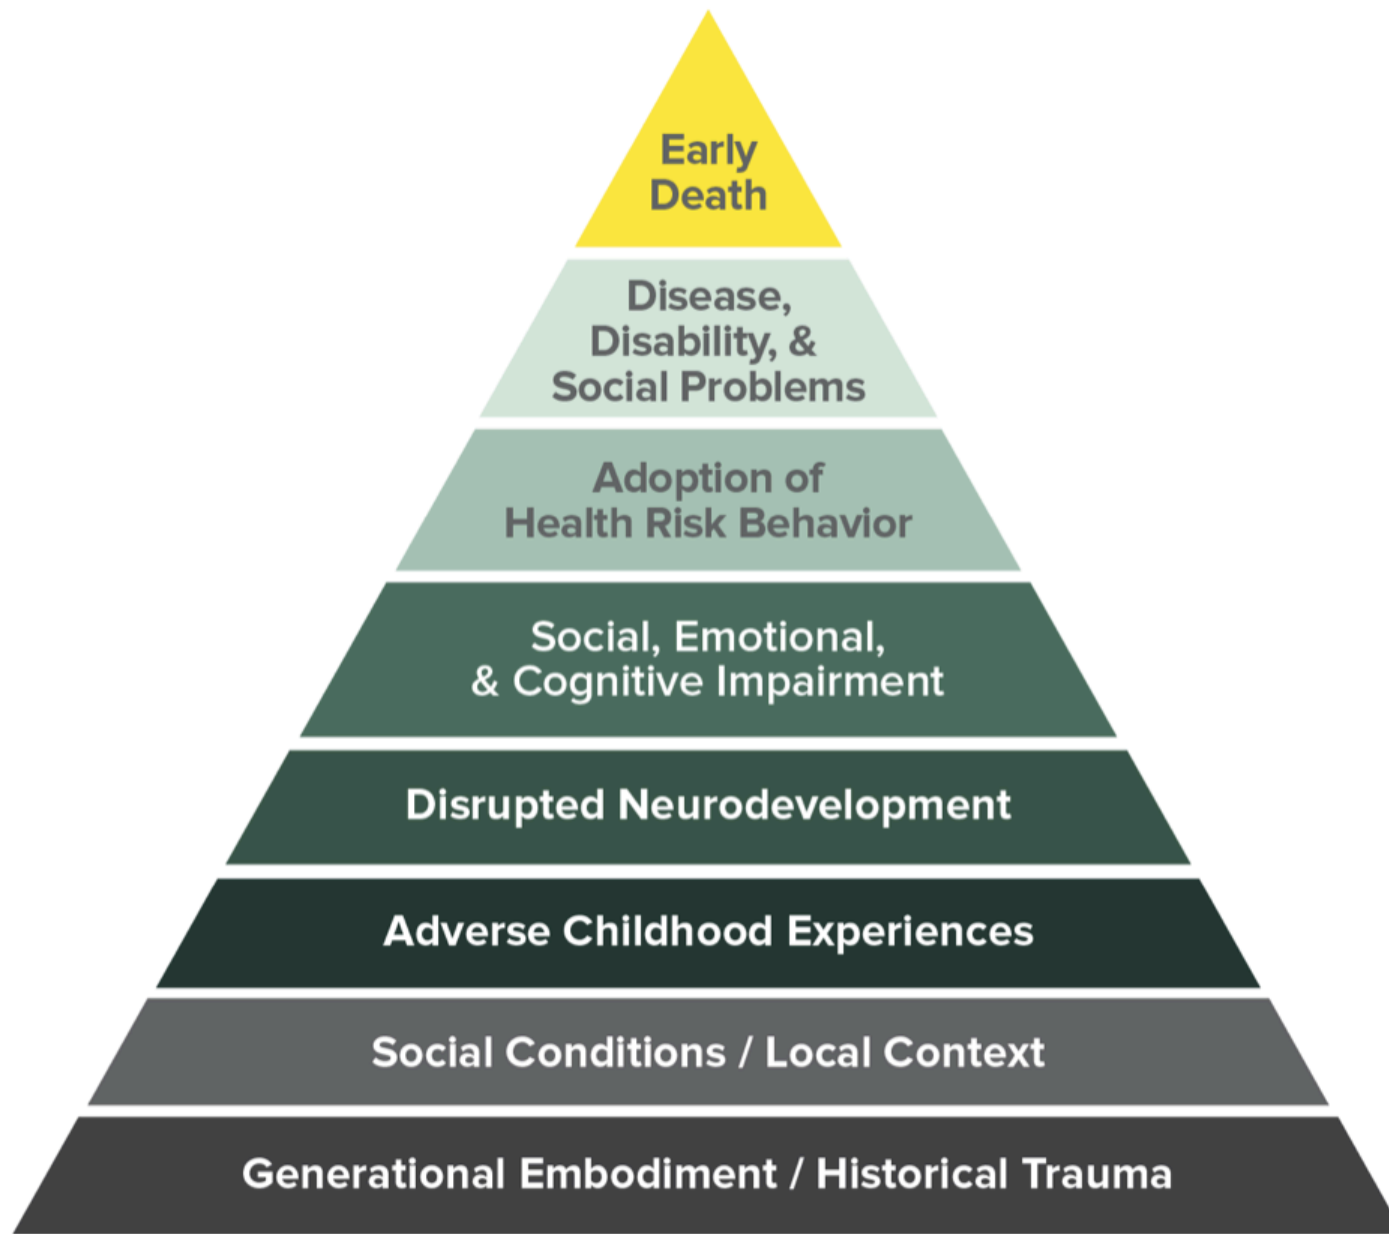 Early
Death
Disease,
Disability, &
Social Problems
Adoption of
Health Risk Behavior
Social, Emotional,
& Cognitive Impairment
Disrupted Neurodevelopment
Adverse Childhood Experiences
Social Conditions / Local Context
Generational Embodiment / Historical Trauma